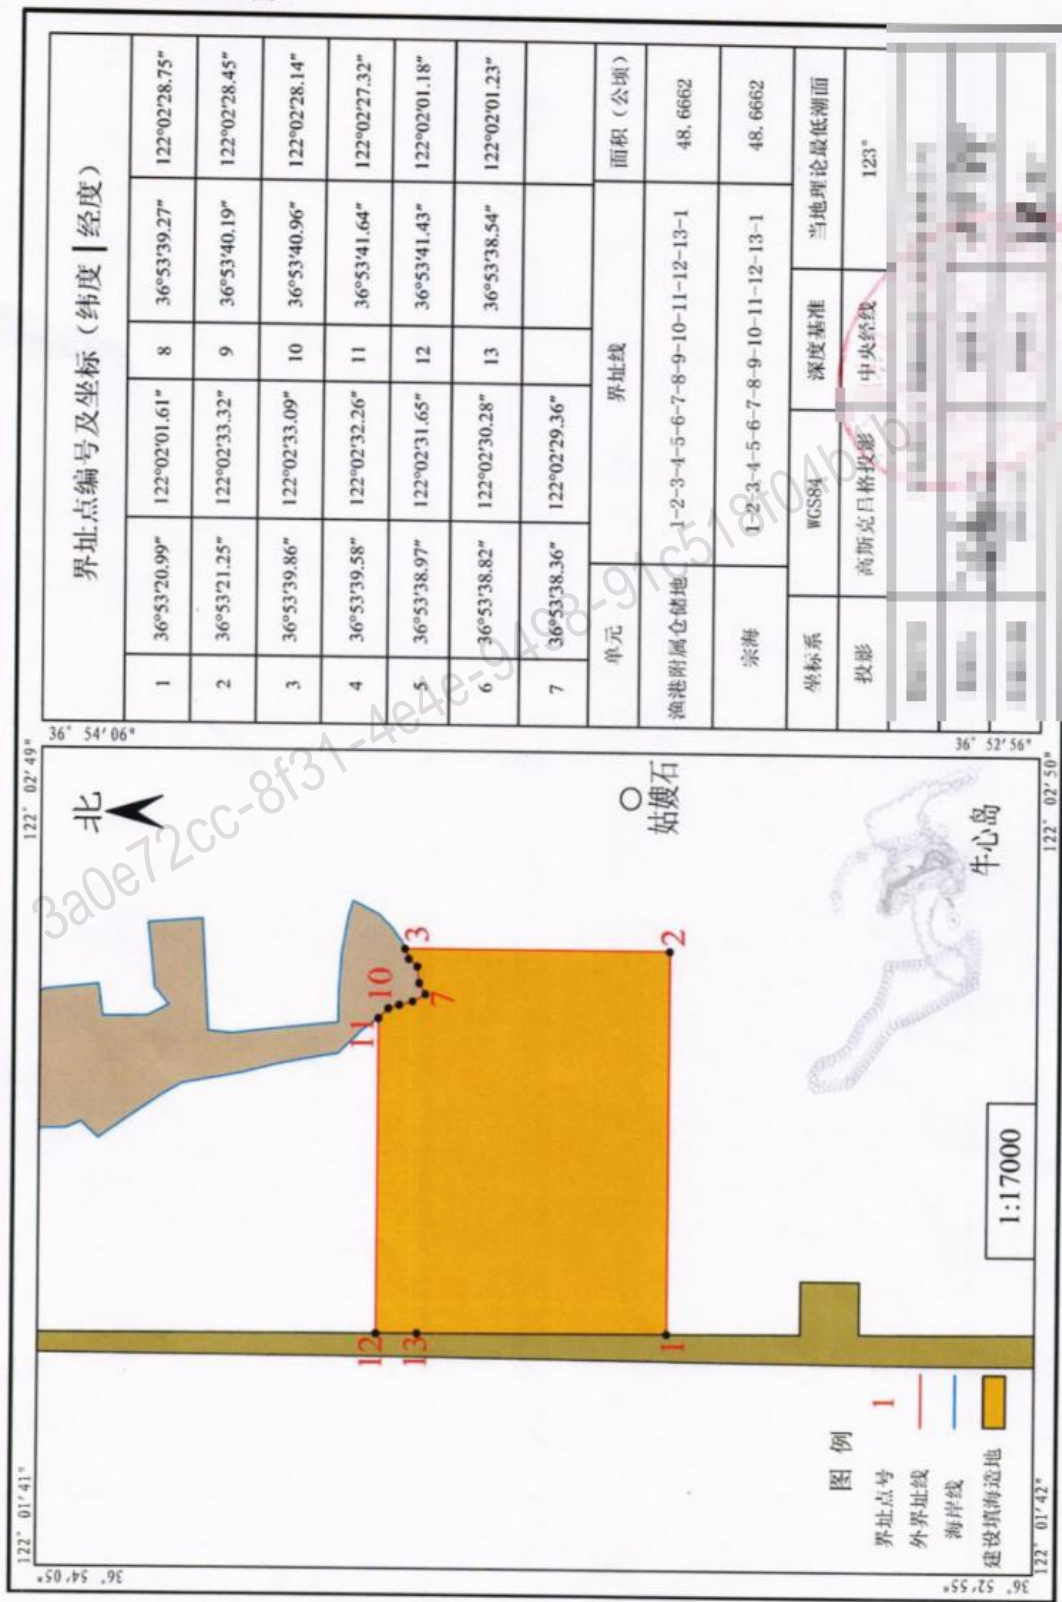 界址点编号及坐标（纬度 | 经度）
1 36°53′20.99″ 122°02′01.61″ 8 36°53′39.27″ 122°02′28.75″
2 36°53′21.25″ 122°02′33.32″ 9 36°53′40.19″ 122°02′28.45″
3 36°53′39.86″ 122°02′33.09″ 10 36°53′40.96″ 122°02′28.14″
4 36°53′39.58″ 122°02′32.26″ 11 36°53′41.64″ 122°02′27.32″
5 36°53′38.97″ 122°02′31.65″ 12 36°53′41.43″ 122°02′01.18″
6 36°53′38.82″ 122°02′30.28″ 13 36°53′38.54″ 122°02′01.23″
7 36°53′38.36″ 122°02′29.36″
单元 界址线 面积（公顷）
渔港附属仓储地 1-2-3-4-5-6-7-8-9-10-11-12-13-1 48.6662
宗海 1-2-3-4-5-6-7-8-9-10-11-12-13-1 48.6662
坐标系 WGS84 深度基准 当地理论最低潮面
投影 高斯克吕格投影 中央经线 123°
122° 01′41″
122° 02′49″
36° 54′05″
36° 54′06″
北
11
10
3
7
12
13
1
2
姑嫂石
牛心岛
1:17000
图 例
界址点号 1
外界址线
海岸线
建设填海造地
36° 52′55″
36° 52′56″
122° 01′42″
122° 02′50″
3a0e72cc-8f31-4e4e-9498-91c518f04b1b